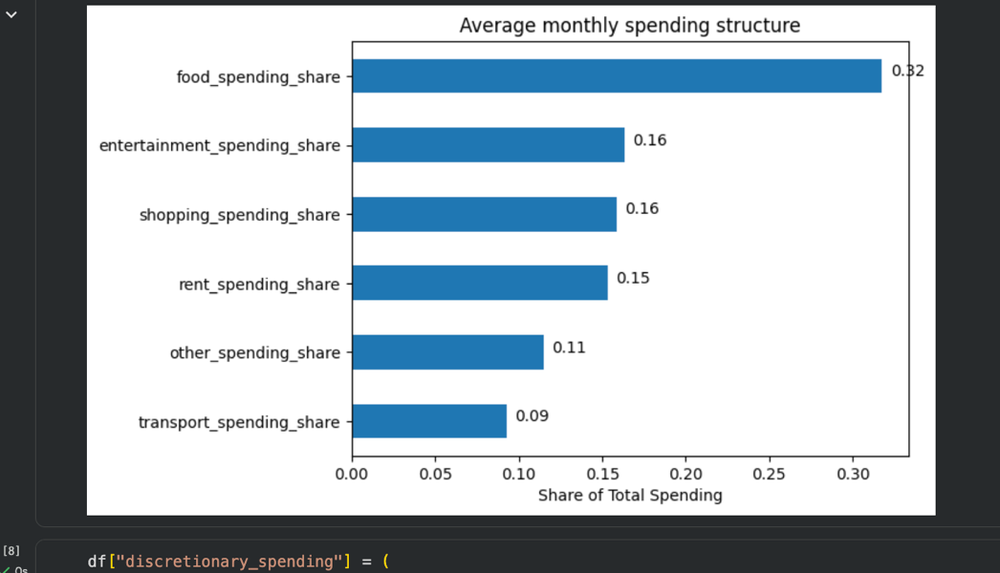 Average monthly spending structure
food_spending_share
0.32
entertainment_spending_share
0.16
shopping_spending_share
0.16
rent_spending_share
0.15
other_spending_share
0.11
transport_spending_share
0.09
0.00 0.05 0.10 0.15 0.20 0.25 0.30
Share of Total Spending
[8]
df["discretionary_spending"] = (
0s